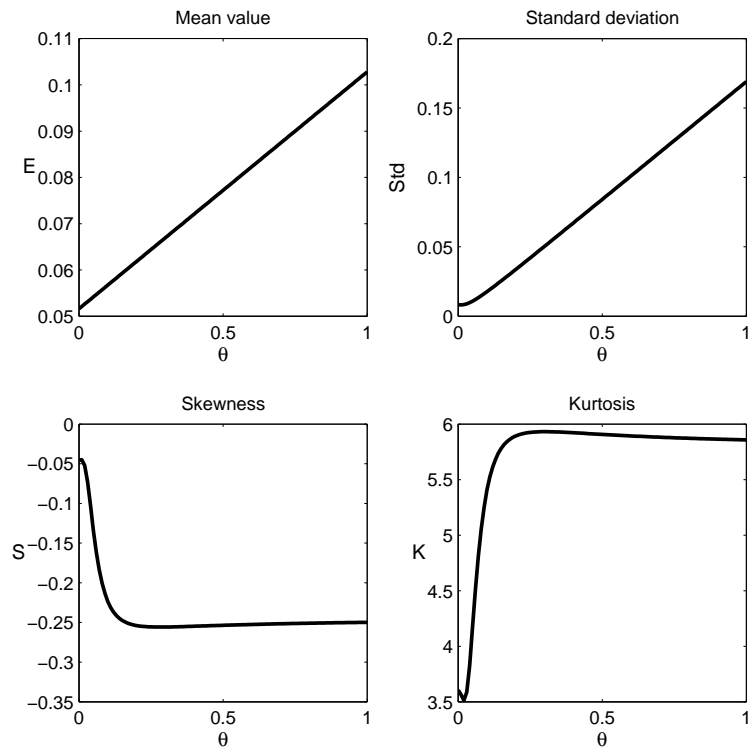 Mean value
0.11
0.1
0.09
0.08
0.07
0.06
0.05
E
0 0.5 1
θ
Standard deviation
0.2
0.15
0.1
0.05
0
Std
0 0.5 1
θ
Skewness
0
−0.05
−0.1
−0.15
−0.2
−0.25
−0.3
−0.35
S
0 0.5 1
θ
Kurtosis
6
5.5
5
4.5
4
3.5
K
0 0.5 1
θ